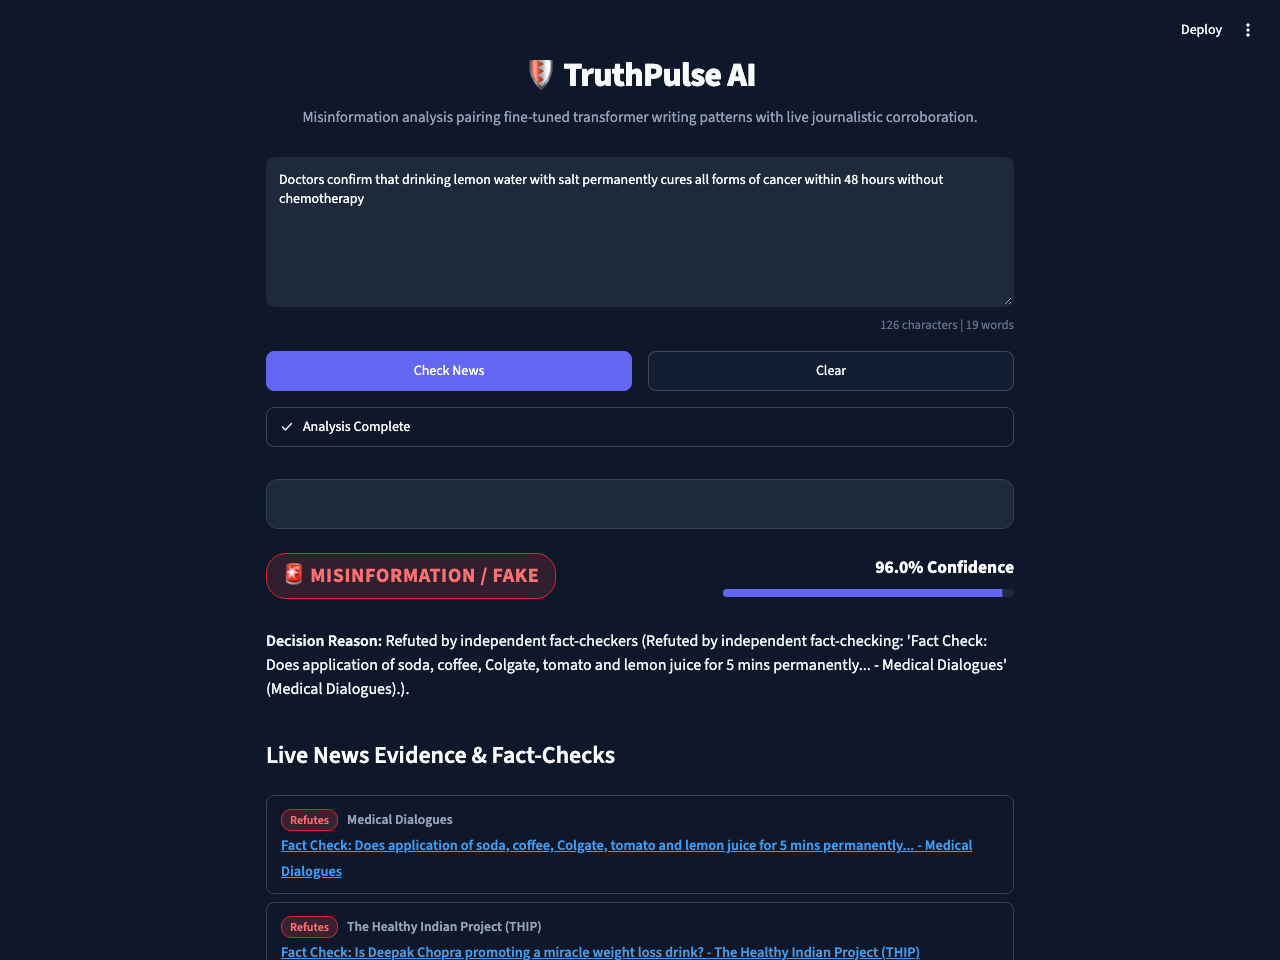 Deploy
TruthPulse AI
Misinformation analysis pairing fine-tuned transformer writing patterns with live journalistic corroboration.
Doctors confirm that drinking lemon water with salt permanently cures all forms of cancer within 48 hours without
chemotherapy
126 characters | 19 words
Check News
Clear
Analysis Complete
MISINFORMATION / FAKE
96.0% Confidence
Decision Reason: Refuted by independent fact-checkers (Refuted by independent fact-checking: 'Fact Check:
Does application of soda, coffee, Colgate, tomato and lemon juice for 5 mins permanently... - Medical Dialogues'
(Medical Dialogues).).
Live News Evidence & Fact-Checks
Refutes Medical Dialogues
Fact Check: Does application of soda, coffee, Colgate, tomato and lemon juice for 5 mins permanently... - Medical
Dialogues
Refutes The Healthy Indian Project (THIP)
Fact Check: Is Deepak Chopra promoting a miracle weight loss drink? - The Healthy Indian Project (THIP)